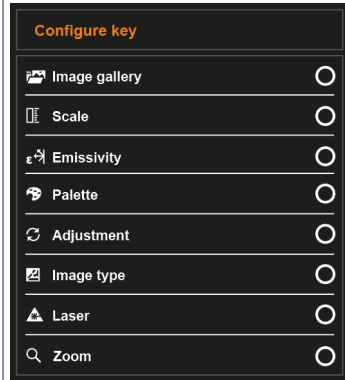 Configure key
Image gallery
Scale
Emissivity
Palette
Adjustment
Image type
Laser
Zoom